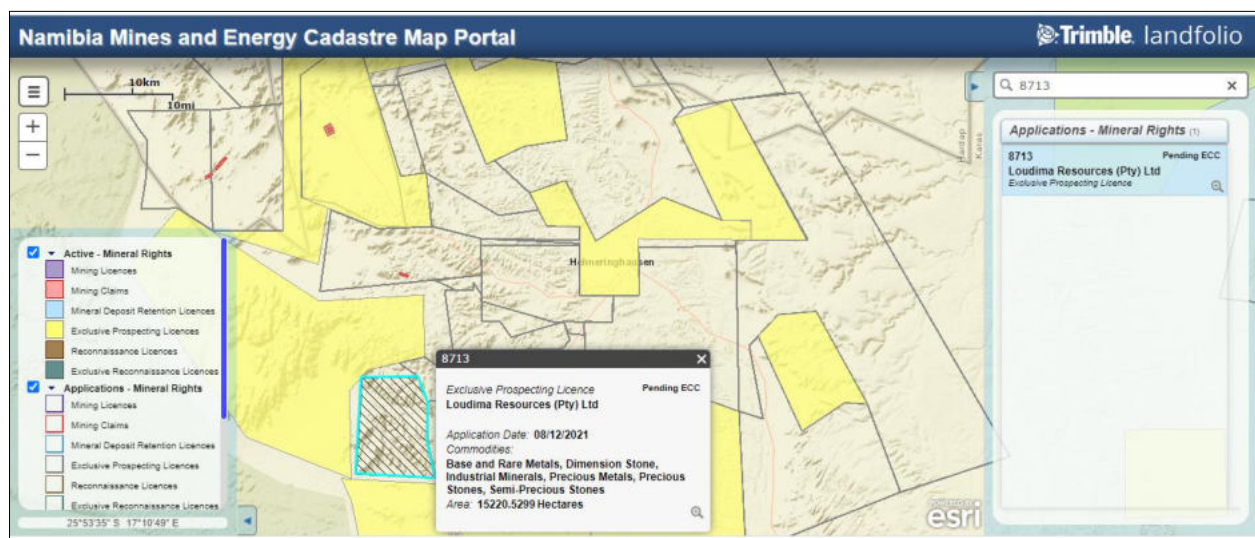 Namibia Mines and Energy Cadastre Map Portal
Trimble. landfolio
10km
10mi
8713
Applications - Mineral Rights (1)
8713 Pending ECC
Loudima Resources (Pty) Ltd
Exclusive Prospecting Licence
Hardap
Karas
Helmeringhausen
Active - Mineral Rights
Mining Licences
Mining Claims
Mineral Deposit Retention Licences
Exclusive Prospecting Licences
Reconnaissance Licences
Exclusive Reconnaissance Licences
Applications - Mineral Rights
Mining Licences
Mining Claims
Mineral Deposit Retention Licences
Exclusive Prospecting Licences
Reconnaissance Licences
Exclusive Reconnaissance Licences
25°53'35" S 17°10'49" E
8713
Exclusive Prospecting Licence Pending ECC
Loudima Resources (Pty) Ltd
Application Date: 08/12/2021
Commodities:
Base and Rare Metals, Dimension Stone,
Industrial Minerals, Precious Metals, Precious
Stones, Semi-Precious Stones
Area: 15220.5299 Hectares
POWERED BY
esri